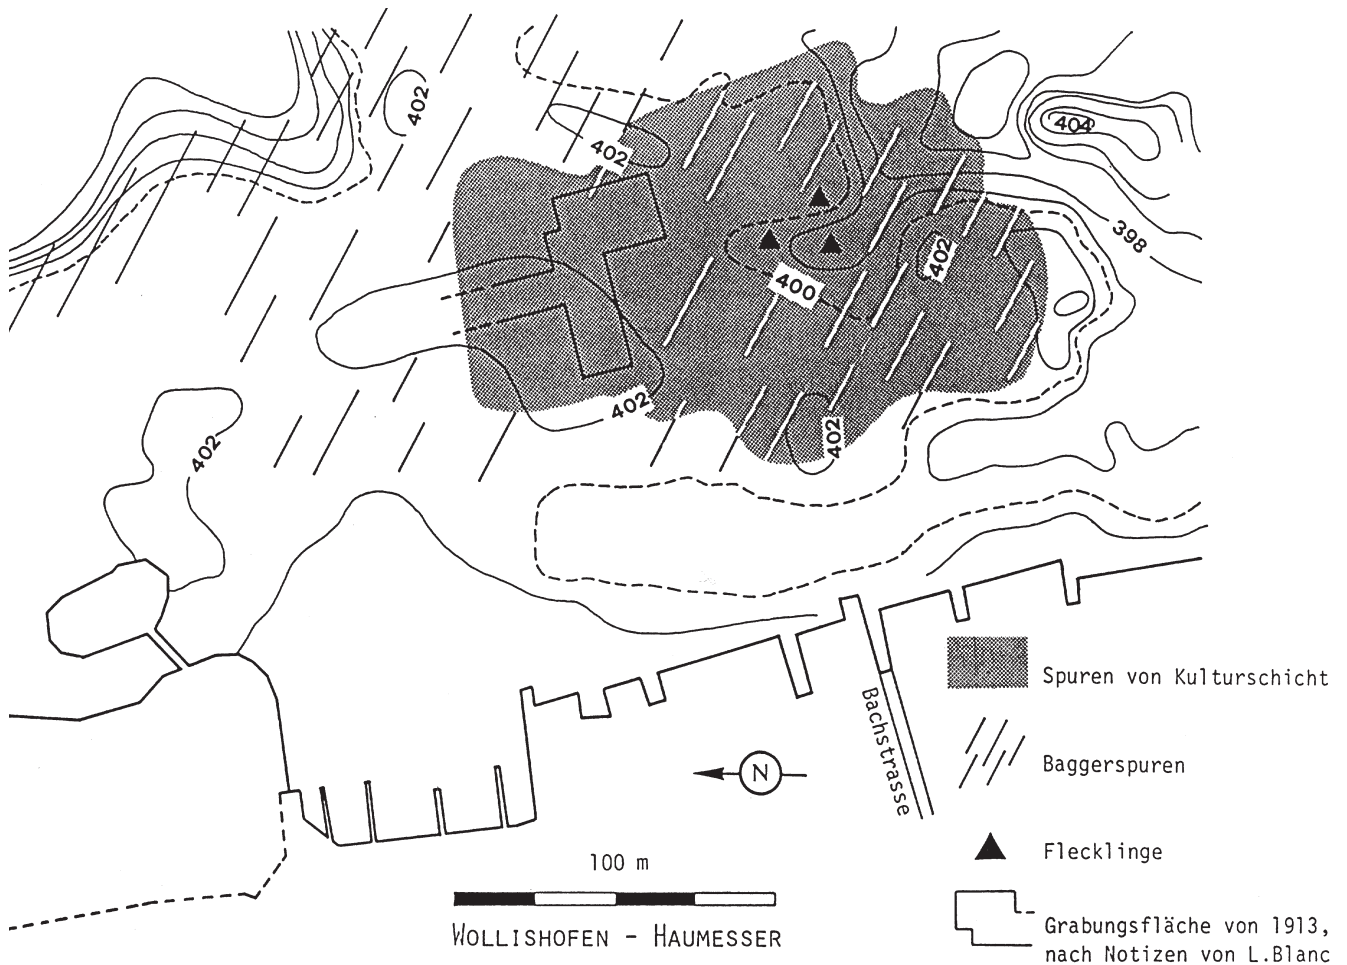 402
402
404
398
402
400
402
402
402
Spuren von Kulturschicht
Bachstrasse
N
Baggerspuren
Flecklinge
100 m
Grabungsfläche von 1913,
nach Notizen von L.Blanc
WOLLISHOFEN - HAUMESSER